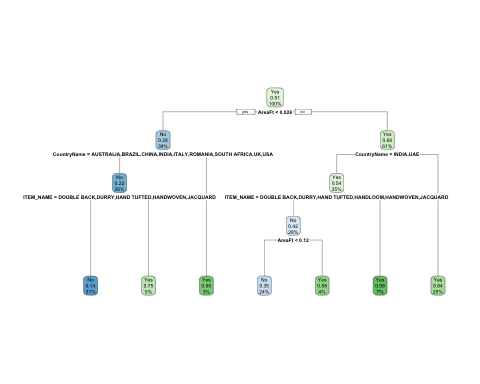 Yes
0.51
100%
yes AreaFt < 0.026 no
No
0.28
39%
Yes
0.66
61%
CountryName = AUSTRALIA,BRAZIL,CHINA,INDIA,ITALY,ROMANIA,SOUTH AFRICA,UK,USA
CountryName = INDIA,UAE
No
0.22
36%
Yes
0.54
35%
ITEM_NAME = DOUBLE BACK,DURRY,HAND TUFTED,HANDWOVEN,JACQUARD
ITEM_NAME = DOUBLE BACK,DURRY,HAND TUFTED,HANDLOOM,HANDWOVEN,JACQUARD
No
0.42
28%
AreaFt < 0.12
No
0.14
31%
Yes
0.75
5%
Yes
0.96
3%
No
0.35
24%
Yes
0.88
4%
Yes
0.99
7%
Yes
0.84
25%